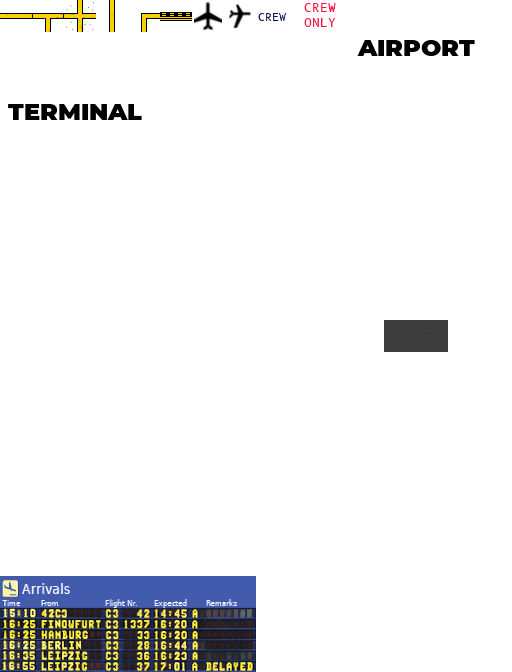 CREW
CREW
ONLY
AIRPORT
TERMINAL
Arrivals
Time From Flight Nr. Expected Remarks
15:10 42C3 C3 42 14:45 A
16:25 FINOWFURT C3 1337 16:20 A
16:25 HAMBURG C3 33 16:20 A
16:25 BERLIN C3 28 16:44 A
16:35 LEIPZIG C3 36 16:23 A
16:55 LEIPZIG C3 37 17:01 A DELAYED